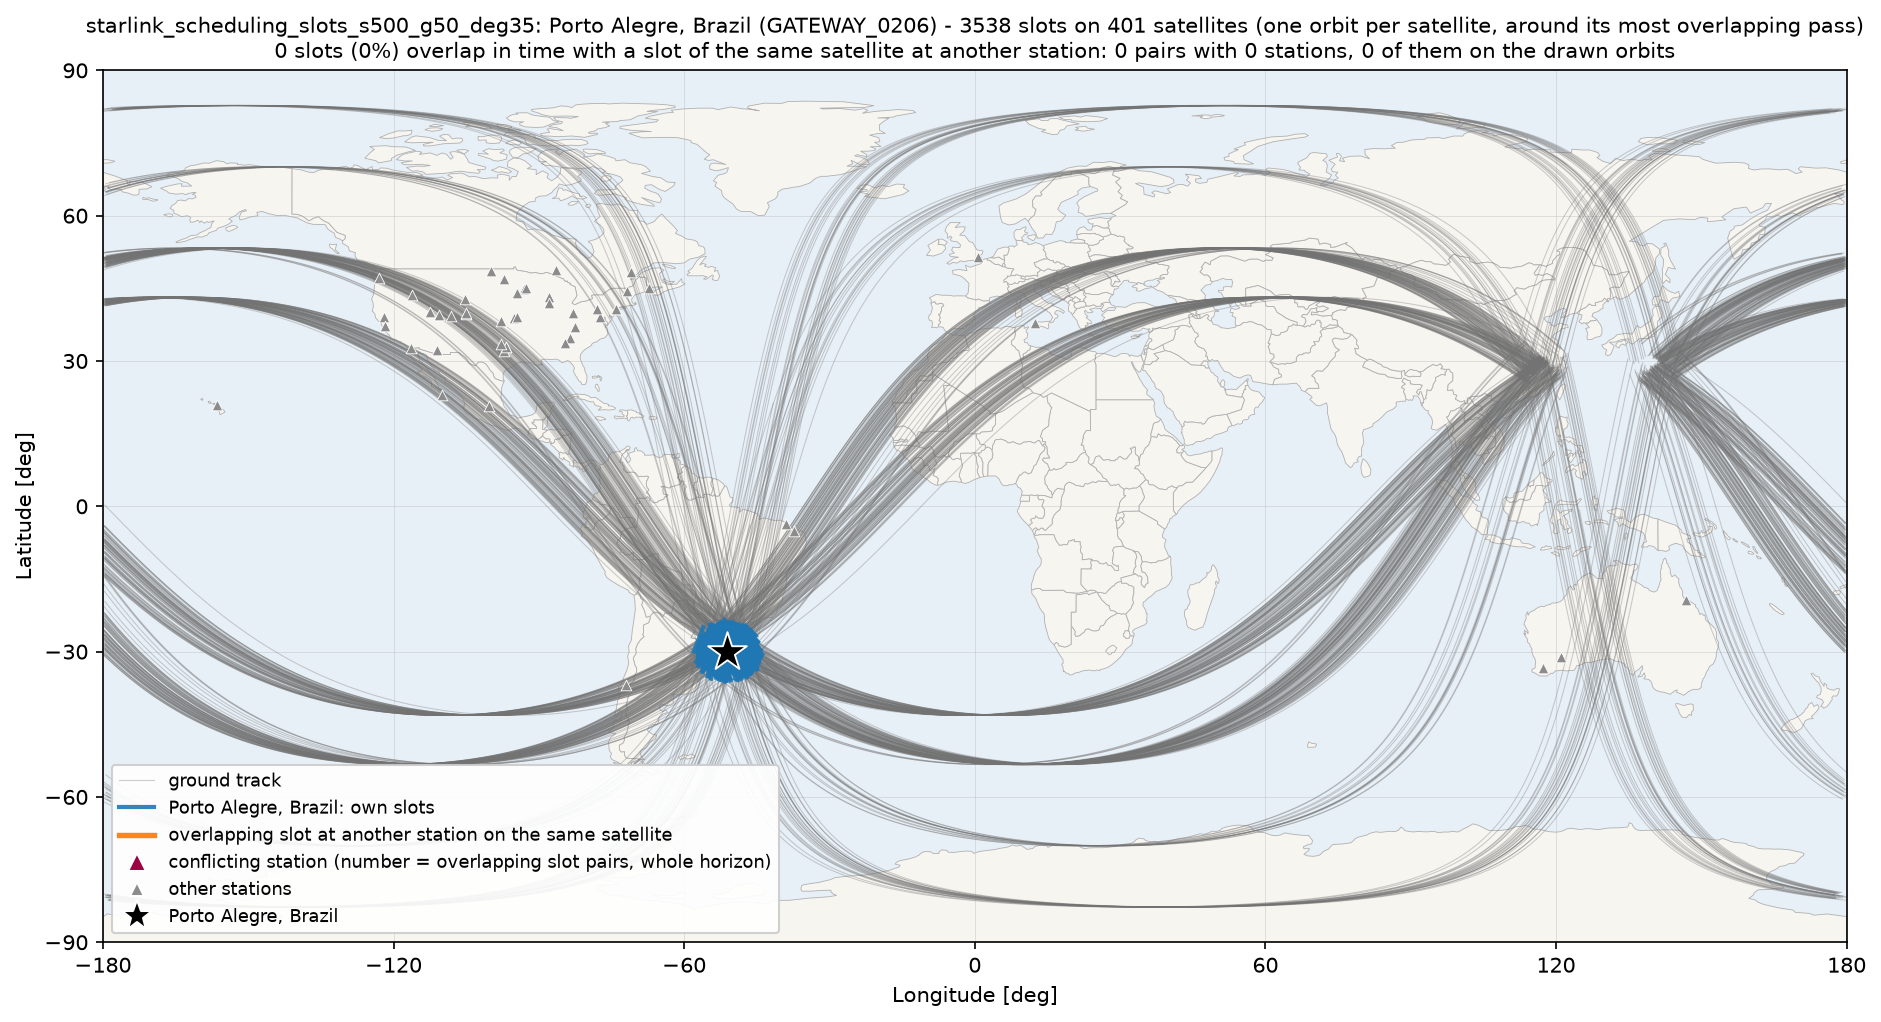 starlink_scheduling_slots_s500_g50_deg35: Porto Alegre, Brazil (GATEWAY_0206) - 3538 slots on 401 satellites (one orbit per satellite, around its most overlapping pass)
0 slots (0%) overlap in time with a slot of the same satellite at another station: 0 pairs with 0 stations, 0 of them on the drawn orbits
90
60
30
0
−30
−60
−90
Latitude [deg]
ground track
Porto Alegre, Brazil: own slots
overlapping slot at another station on the same satellite
conflicting station (number = overlapping slot pairs, whole horizon)
other stations
Porto Alegre, Brazil
−180
−120
−60
0
60
120
180
Longitude [deg]